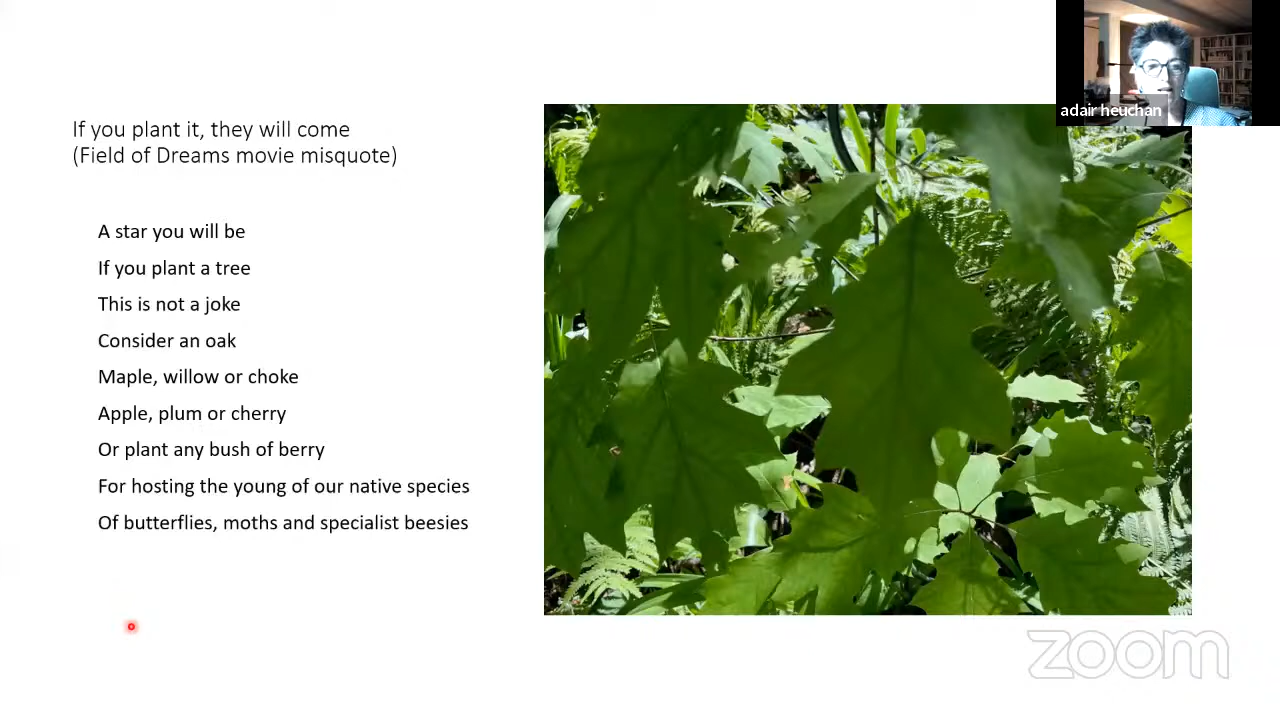 adair heuchan
If you plant it, they will come
(Field of Dreams movie misquote)
A star you will be
If you plant a tree
This is not a joke
Consider an oak
Maple, willow or choke
Apple, plum or cherry
Or plant any bush of berry
For hosting the young of our native species
Of butterflies, moths and specialist beesies
zoom